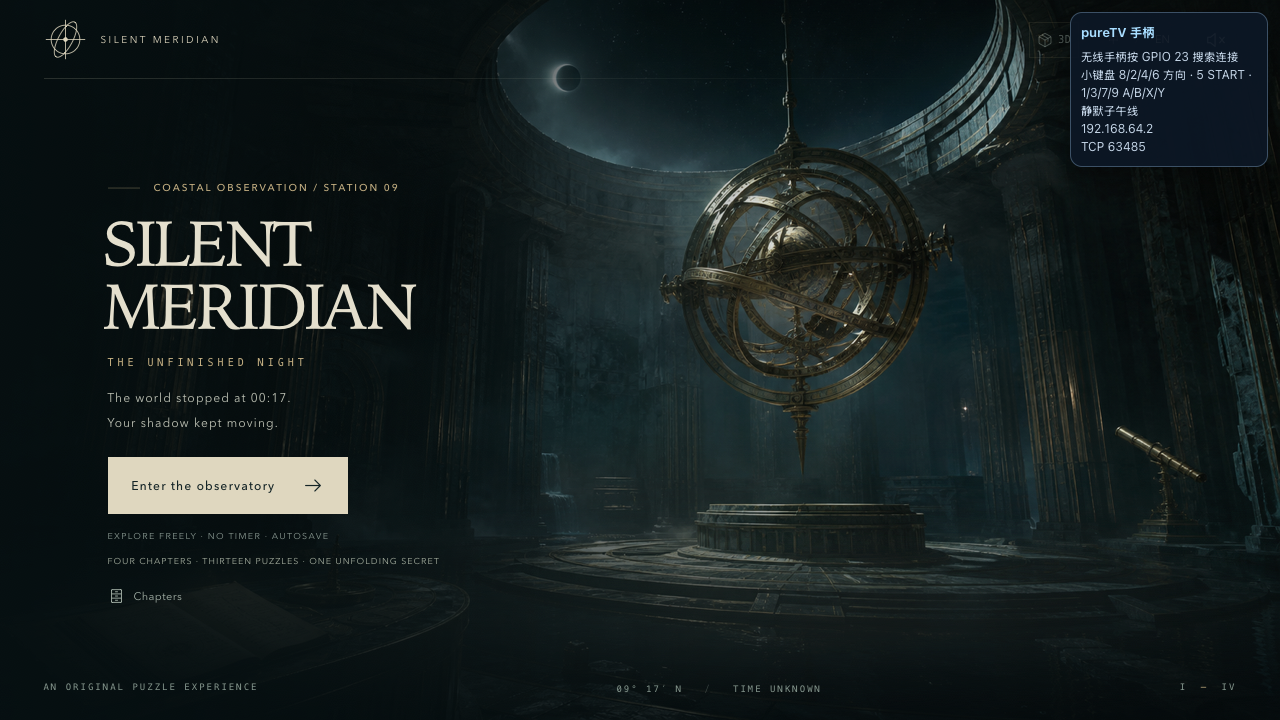 SILENT MERIDIAN
3D
pureTV 手柄
无线手柄按 GPIO 23 搜索连接
小键盘 8/2/4/6 方向 · 5 START ·
1/3/7/9 A/B/X/Y
静默子午线
192.168.64.2
TCP 63485
COASTAL OBSERVATION / STATION 09
SILENT
MERIDIAN
THE UNFINISHED NIGHT
The world stopped at 00:17.
Your shadow kept moving.
Enter the observatory
EXPLORE FREELY · NO TIMER · AUTOSAVE
FOUR CHAPTERS · THIRTEEN PUZZLES · ONE UNFOLDING SECRET
Chapters
AN ORIGINAL PUZZLE EXPERIENCE
09° 17′ N / TIME UNKNOWN
I — IV